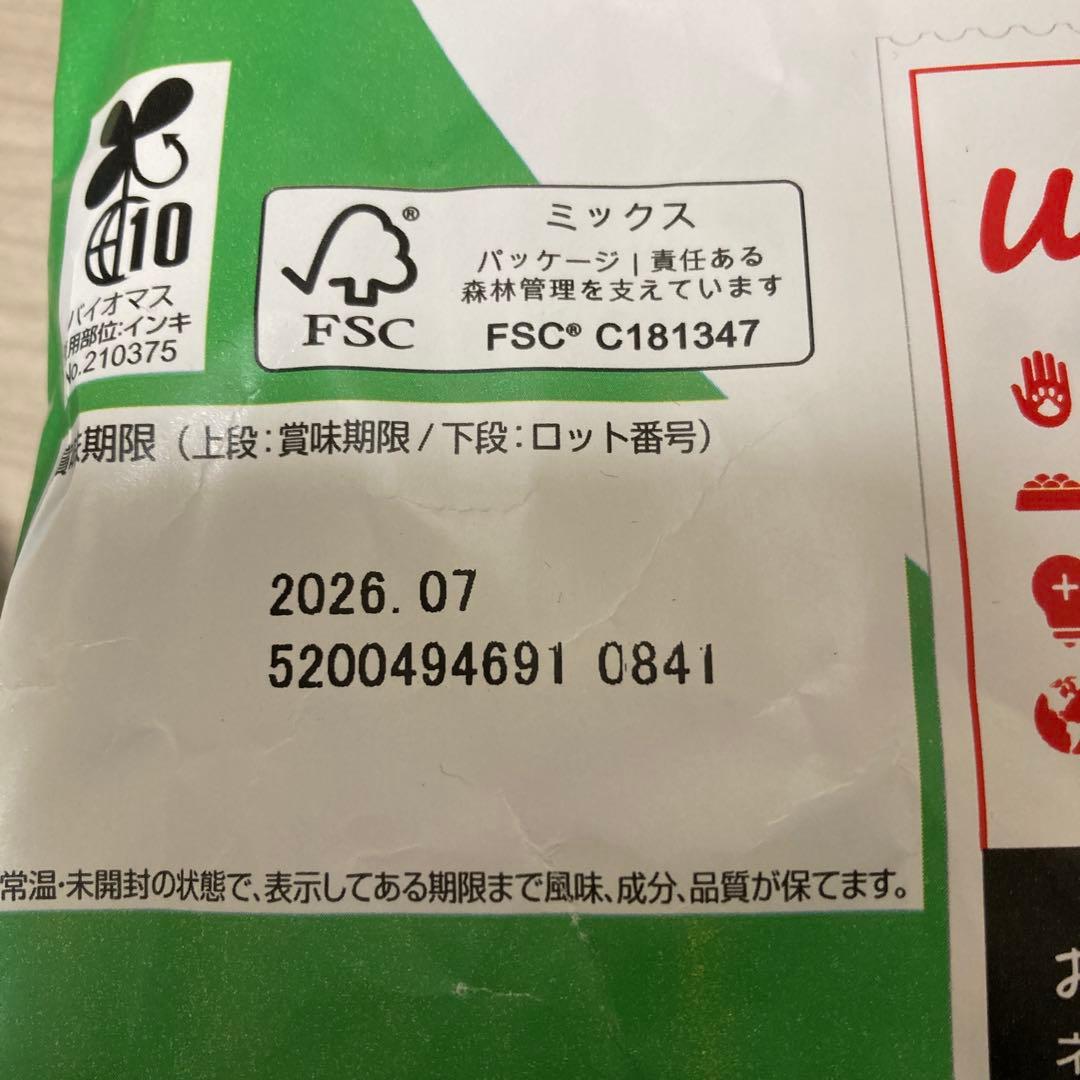 10
バイオマス
用部位:インキ
No.210375
FSC®
ミックス
パッケージ | 責任ある
森林管理を支えています
FSC® C181347
賞味期限 (上段:賞味期限 / 下段:ロット番号)
2026. 07
5200494691 0841
常温・未開封の状態で、表示してある期限まで風味、成分、品質が保てます。
お
ネ